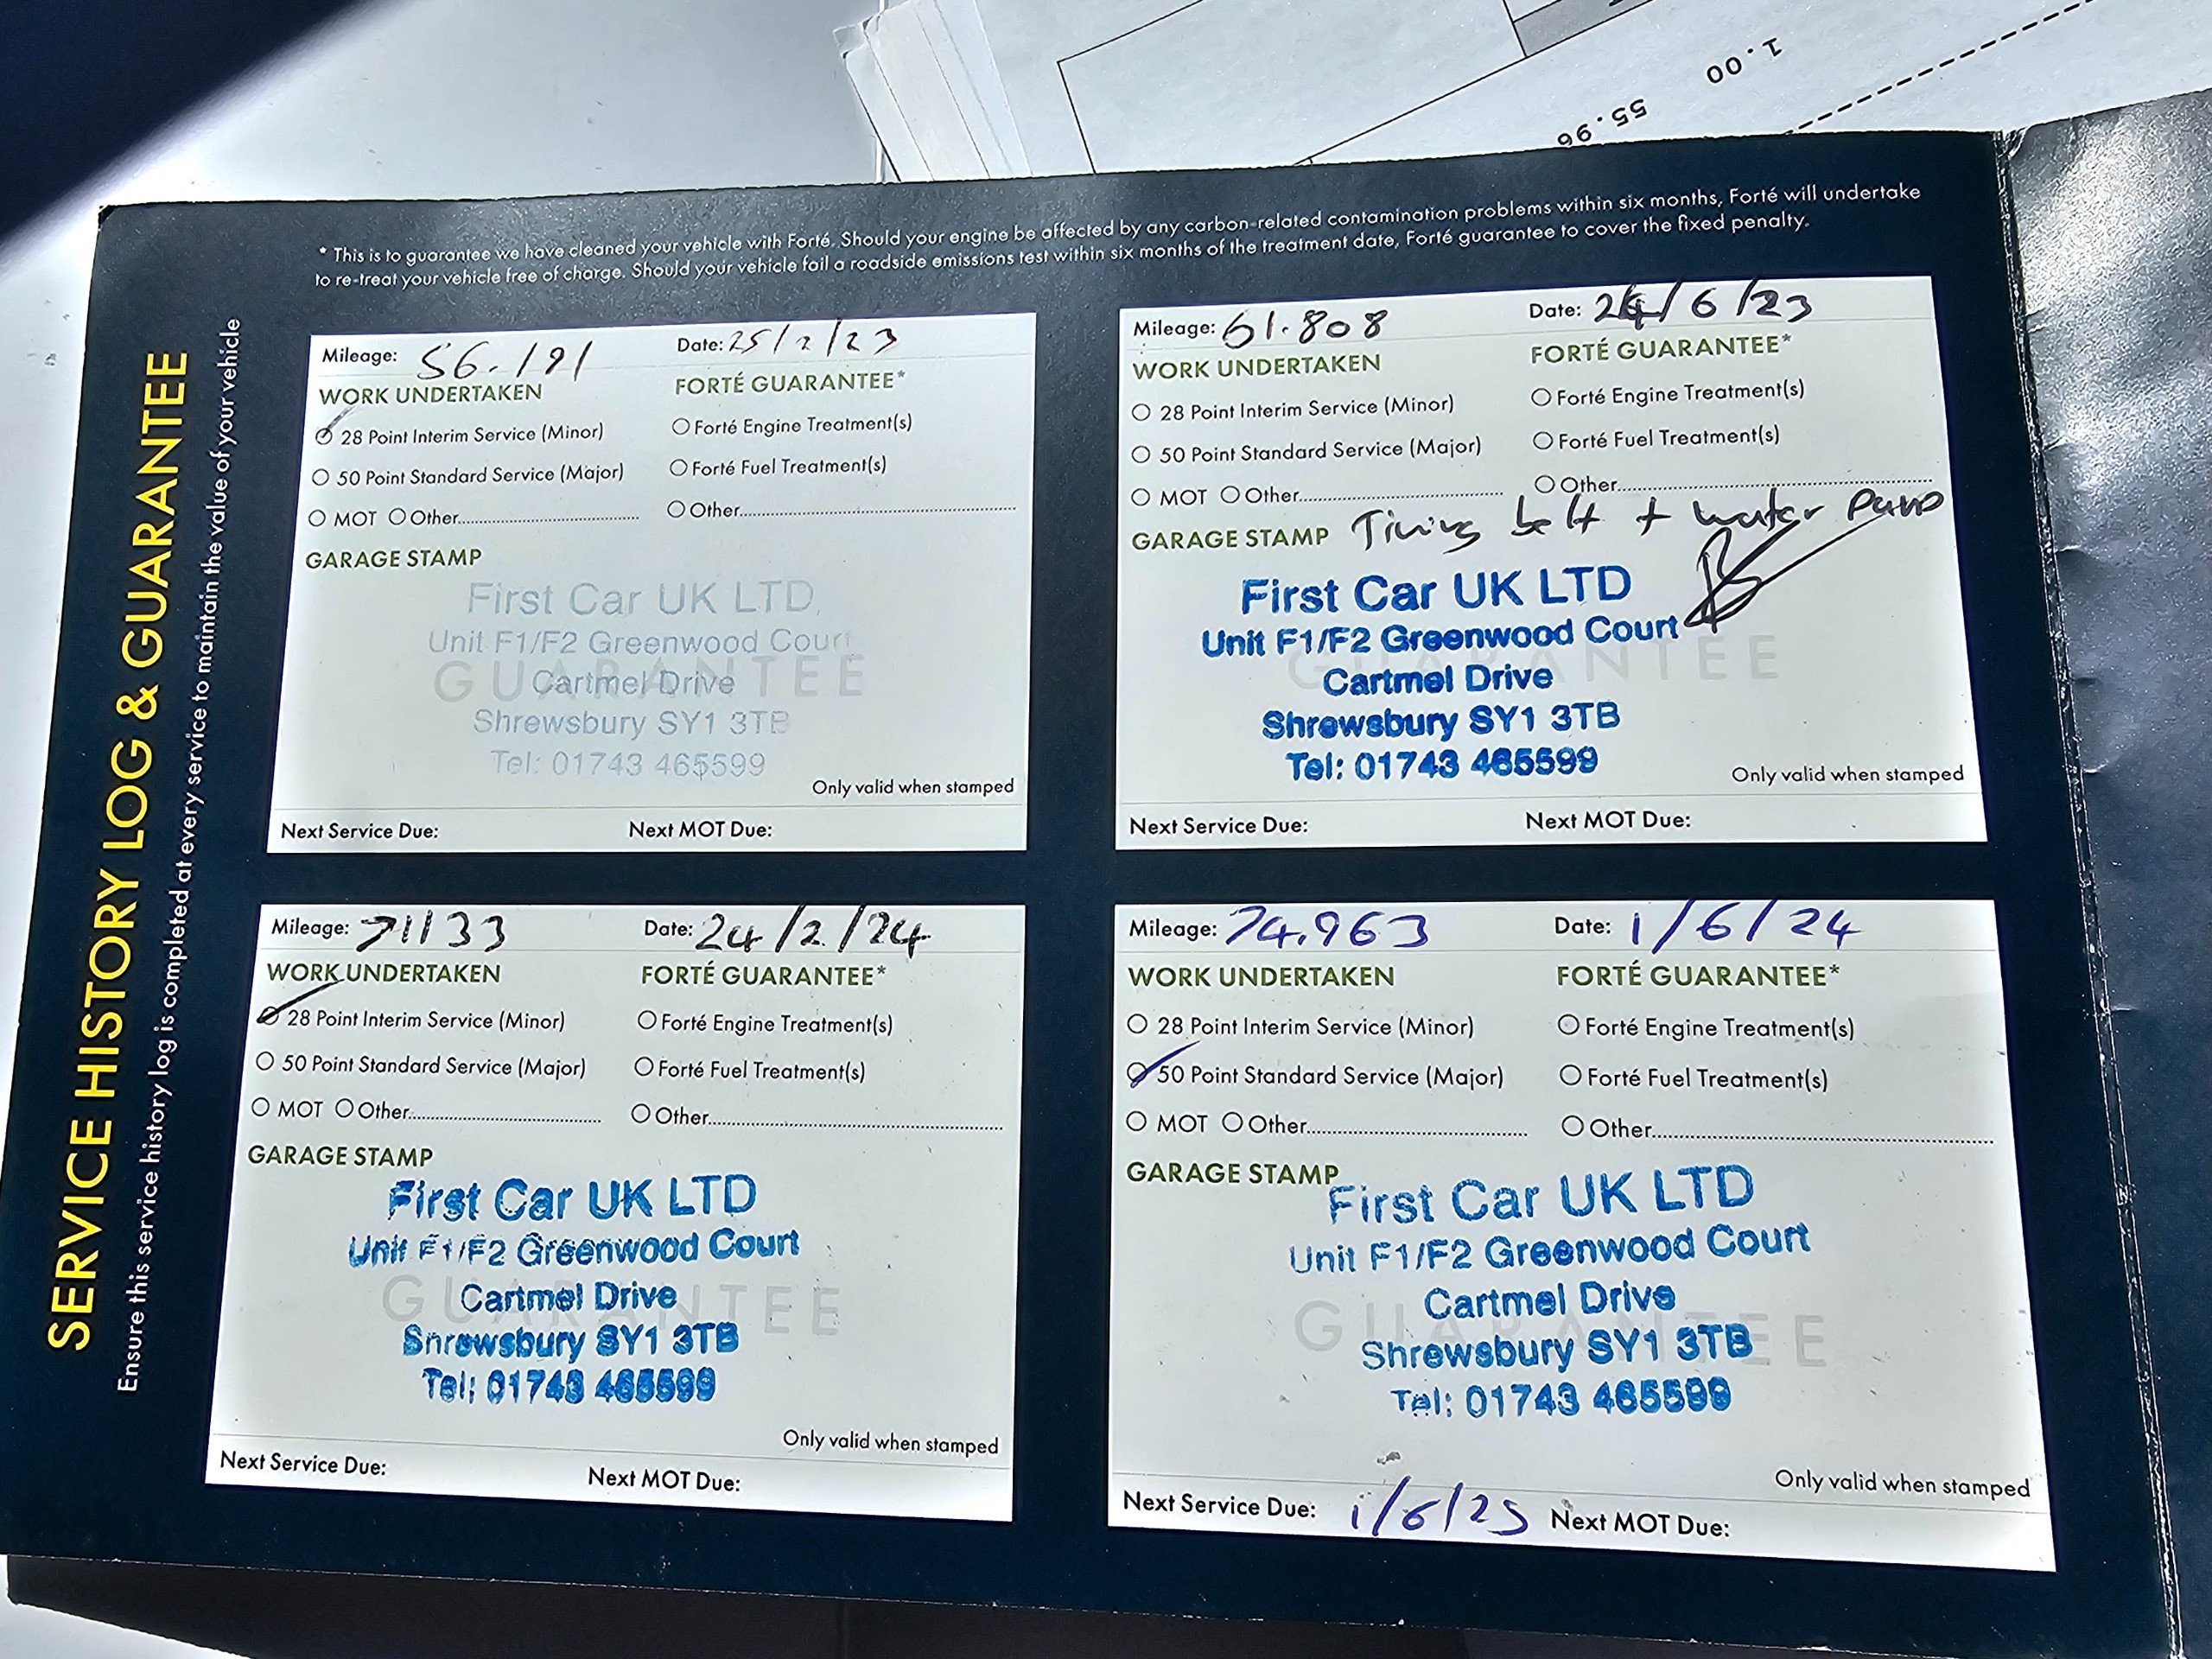 1.00
55.96
* This is to guarantee we have cleaned your vehicle with Forté. Should your engine be affected by any carbon-related contamination problems within six months, Forté will undertake
to re-treat your vehicle free of charge. Should your vehicle fail a roadside emissions test within six months of the treatment date, Forté guarantee to cover the fixed penalty.
SERVICE HISTORY LOG & GUARANTEE
Ensure this service history log is completed at every service to maintain the value of your vehicle
Mileage: 56.191 Date: 25/2/23
WORK UNDERTAKEN FORTÉ GUARANTEE*
28 Point Interim Service (Minor) Forté Engine Treatment(s)
50 Point Standard Service (Major) Forté Fuel Treatment(s)
MOT Other Other
GARAGE STAMP
First Car UK LTD
Unit F1/F2 Greenwood Court
GUARANTEE
Cartmel Drive
Shrewsbury SY1 3TB
Tel: 01743 465599
Only valid when stamped
Next Service Due: Next MOT Due:
Mileage: 61.808 Date: 24/6/23
WORK UNDERTAKEN FORTÉ GUARANTEE*
28 Point Interim Service (Minor) Forté Engine Treatment(s)
50 Point Standard Service (Major) Forté Fuel Treatment(s)
MOT Other Other
GARAGE STAMP Timing belt + water pump
First Car UK LTD
Unit F1/F2 Greenwood Court
GUARANTEE
Cartmel Drive
Shrewsbury SY1 3TB
Tel: 01743 465599
Only valid when stamped
Next Service Due: Next MOT Due:
Mileage: 71133 Date: 24/2/24
WORK UNDERTAKEN FORTÉ GUARANTEE*
28 Point Interim Service (Minor) Forté Engine Treatment(s)
50 Point Standard Service (Major) Forté Fuel Treatment(s)
MOT Other Other
GARAGE STAMP
First Car UK LTD
Unit F1/F2 Greenwood Court
GUARANTEE
Cartmel Drive
Shrewsbury SY1 3TB
Tel: 01743 465599
Only valid when stamped
Next Service Due: Next MOT Due:
Mileage: 74,963 Date: 1/6/24
WORK UNDERTAKEN FORTÉ GUARANTEE*
28 Point Interim Service (Minor) Forté Engine Treatment(s)
50 Point Standard Service (Major) Forté Fuel Treatment(s)
MOT Other Other
GARAGE STAMP
First Car UK LTD
Unit F1/F2 Greenwood Court
Cartmel Drive
GUARANTEE
Shrewsbury SY1 3TB
Tel: 01743 465599
Only valid when stamped
Next Service Due: 1/6/25 Next MOT Due: